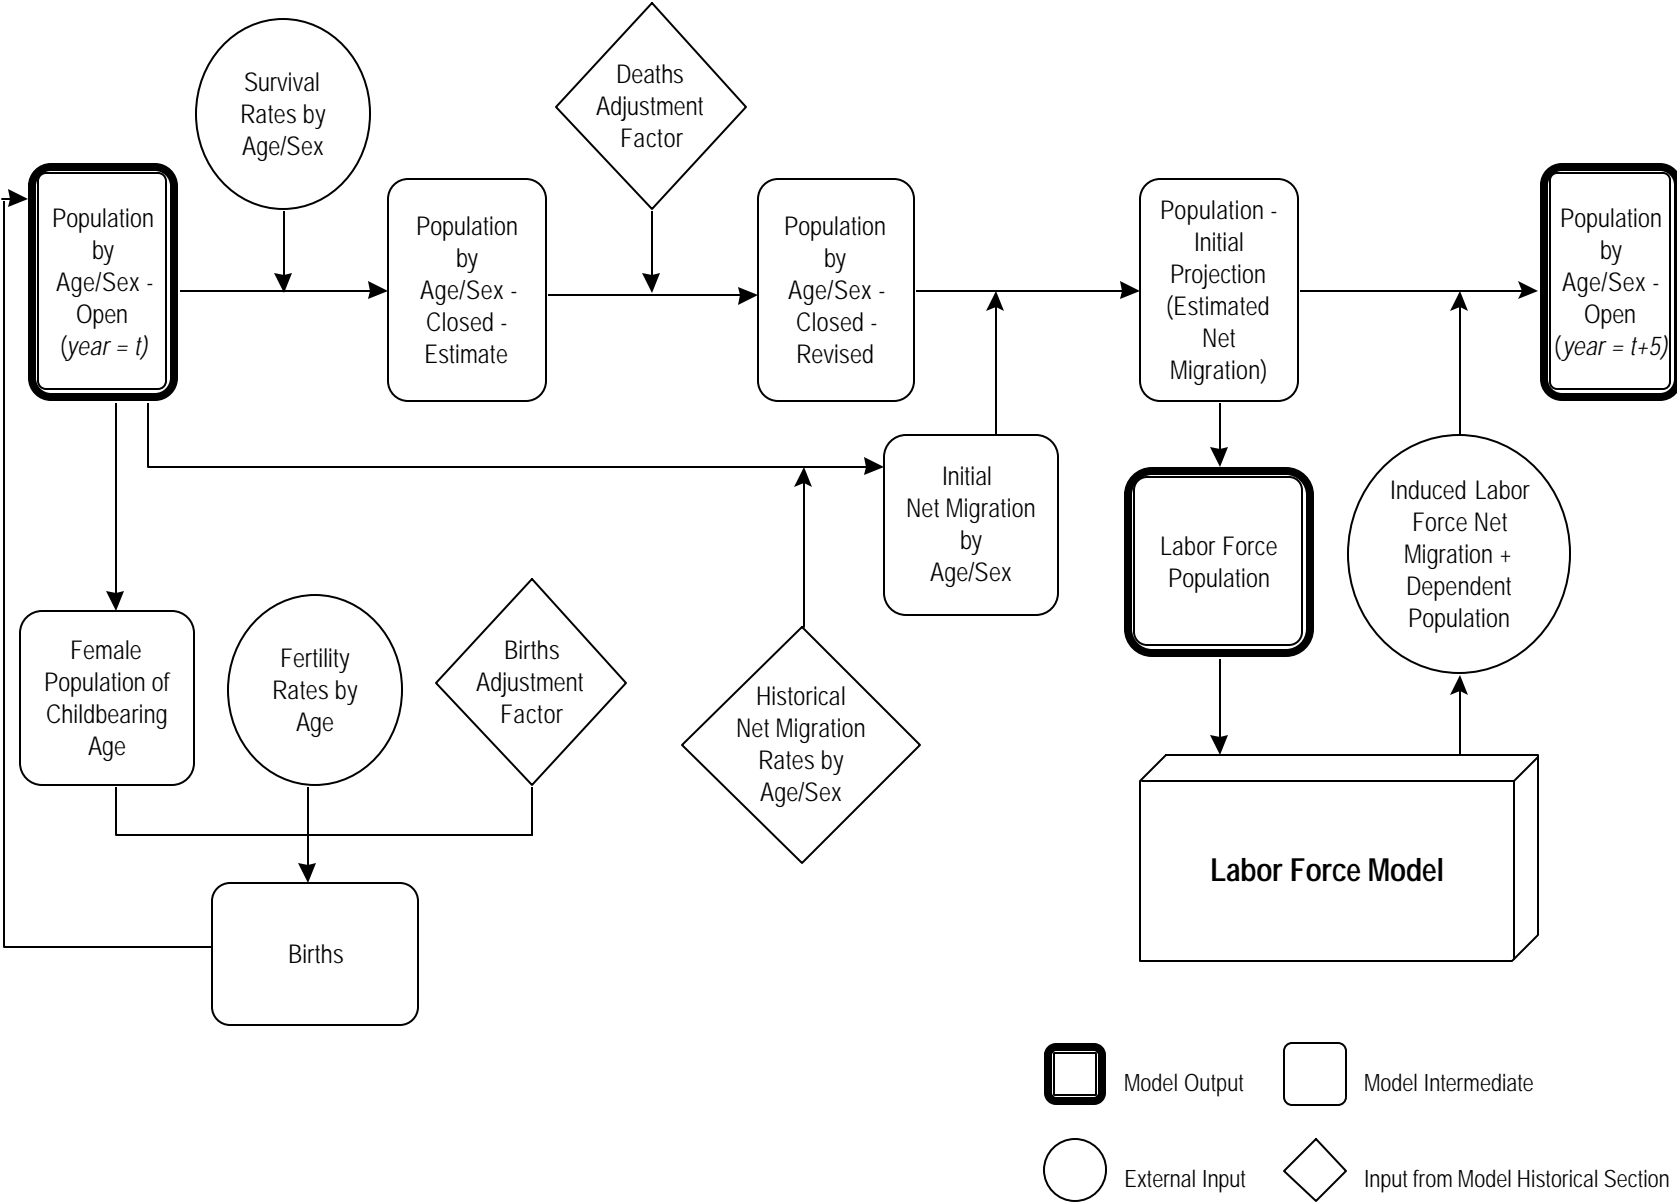 Survival
Rates by
Age/Sex
Deaths
Adjustment
Factor
Population
by
Age/Sex -
Open
(year = t)
Population
by
Age/Sex -
Closed -
Estimate
Population
by
Age/Sex -
Closed -
Revised
Population -
Initial
Projection
(Estimated
Net
Migration)
Population
by
Age/Sex -
Open
(year = t+5)
Initial
Net Migration
by
Age/Sex
Labor Force
Population
Induced Labor
Force Net
Migration +
Dependent
Population
Female
Population of
Childbearing
Age
Fertility
Rates by
Age
Births
Adjustment
Factor
Historical
Net Migration
Rates by
Age/Sex
Labor Force Model
Births
Model Output
Model Intermediate
External Input
Input from Model Historical Section